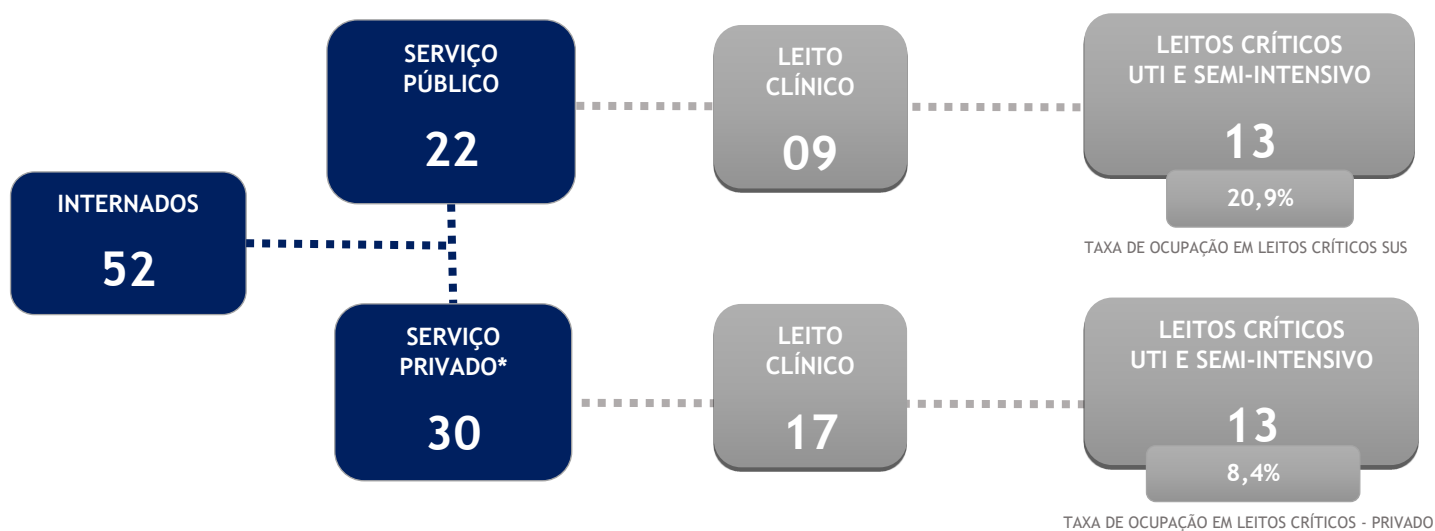 INTERNADOS
52
SERVIÇO
PÚBLICO
22
LEITO
CLÍNICO
09
LEITOS CRÍTICOS
UTI E SEMI-INTENSIVO
13
20,9%
TAXA DE OCUPAÇÃO EM LEITOS CRÍTICOS SUS
SERVIÇO
PRIVADO*
30
LEITO
CLÍNICO
17
LEITOS CRÍTICOS
UTI E SEMI-INTENSIVO
13
8,4%
TAXA DE OCUPAÇÃO EM LEITOS CRÍTICOS - PRIVADO